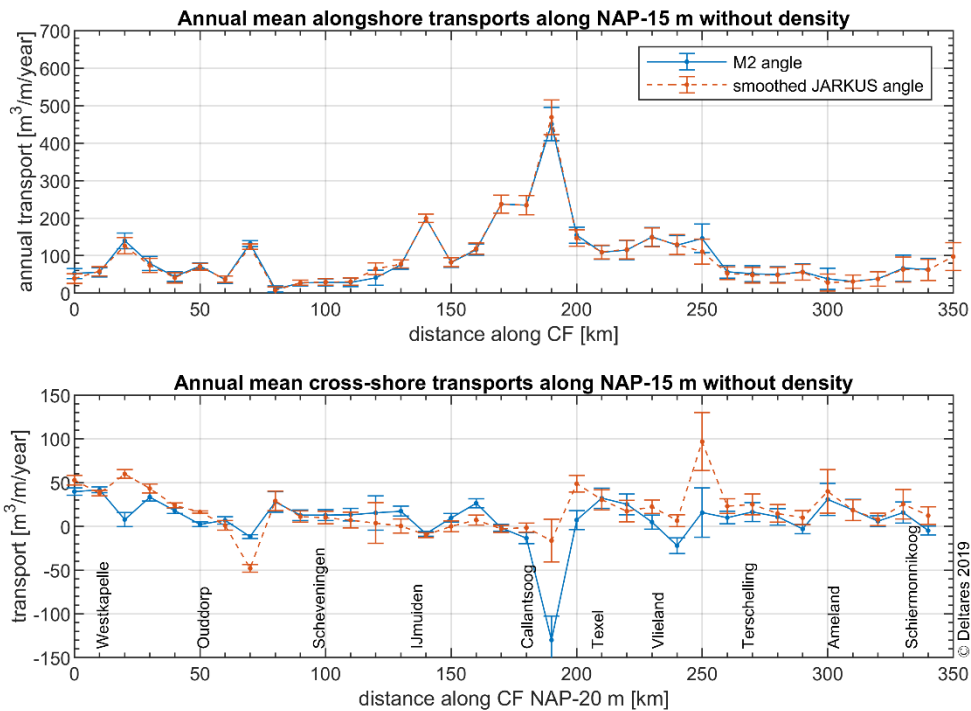 Annual mean alongshore transports along NAP-15 m without density
annual transport [m³/m/year]
700
600
500
400
300
200
100
0
M2 angle
smoothed JARKUS angle
0
50
100
150
200
250
300
350
distance along CF [km]
Annual mean cross-shore transports along NAP-15 m without density
transport [m³/m/year]
150
100
50
0
-50
-100
-150
Westkapelle
Ouddorp
Scheveningen
IJmuiden
Callantsoog
Texel
Vlieland
Terschelling
Ameland
Schiermonnikoog
© Deltares 2019
0
50
100
150
200
250
300
350
distance along CF NAP-20 m [km]